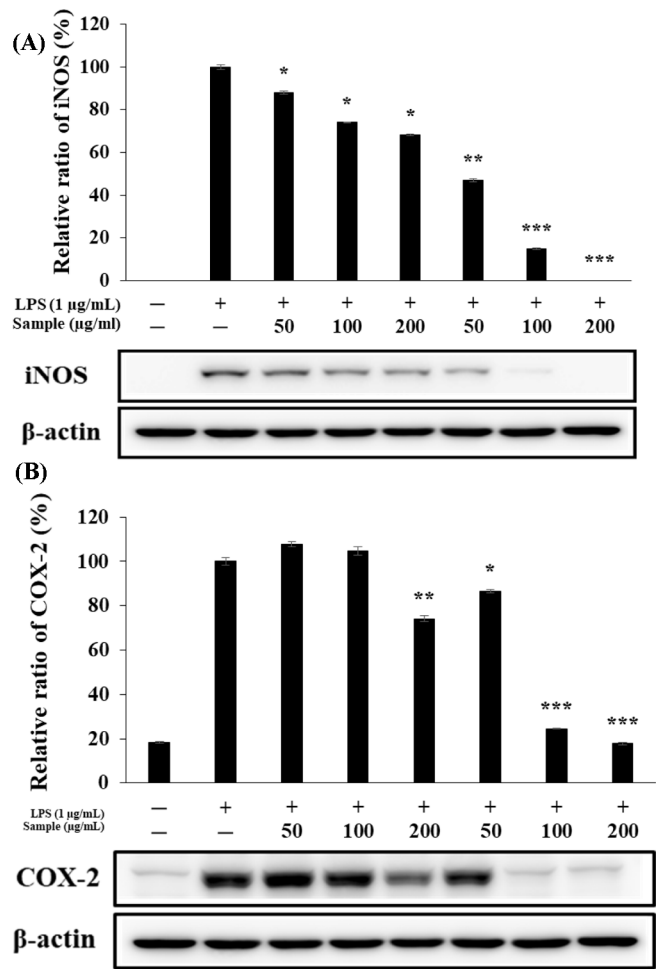 (A)
Relative ratio of iNOS (%)
120
100
80
60
40
20
0
* * * ** *** ***
LPS (1 µg/mL) — + + + + + + +
Sample (µg/ml) — — 50 100 200 50 100 200
iNOS
β-actin
(B)
Relative ratio of COX-2 (%)
120
100
80
60
40
20
0
** * *** ***
LPS (1 µg/mL) — + + + + + + +
Sample (µg/mL) — — 50 100 200 50 100 200
COX-2
β-actin